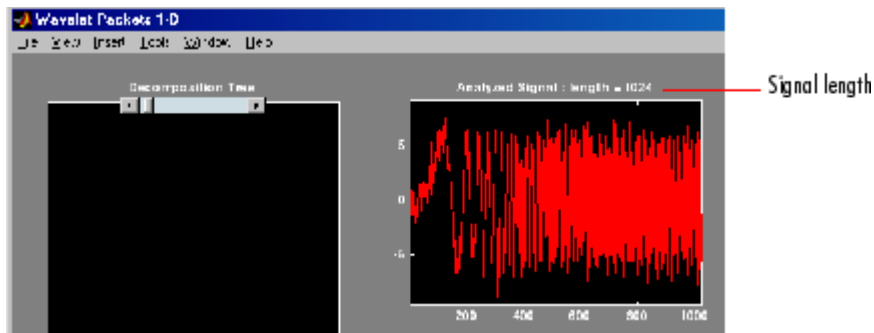 Wavelet Packets 1-D
File View Insert Tools Window Help
Decomposition Tree
Analyzed Signal : length = 1024
Signal length
5
0
-5
200 400 600 800 1000